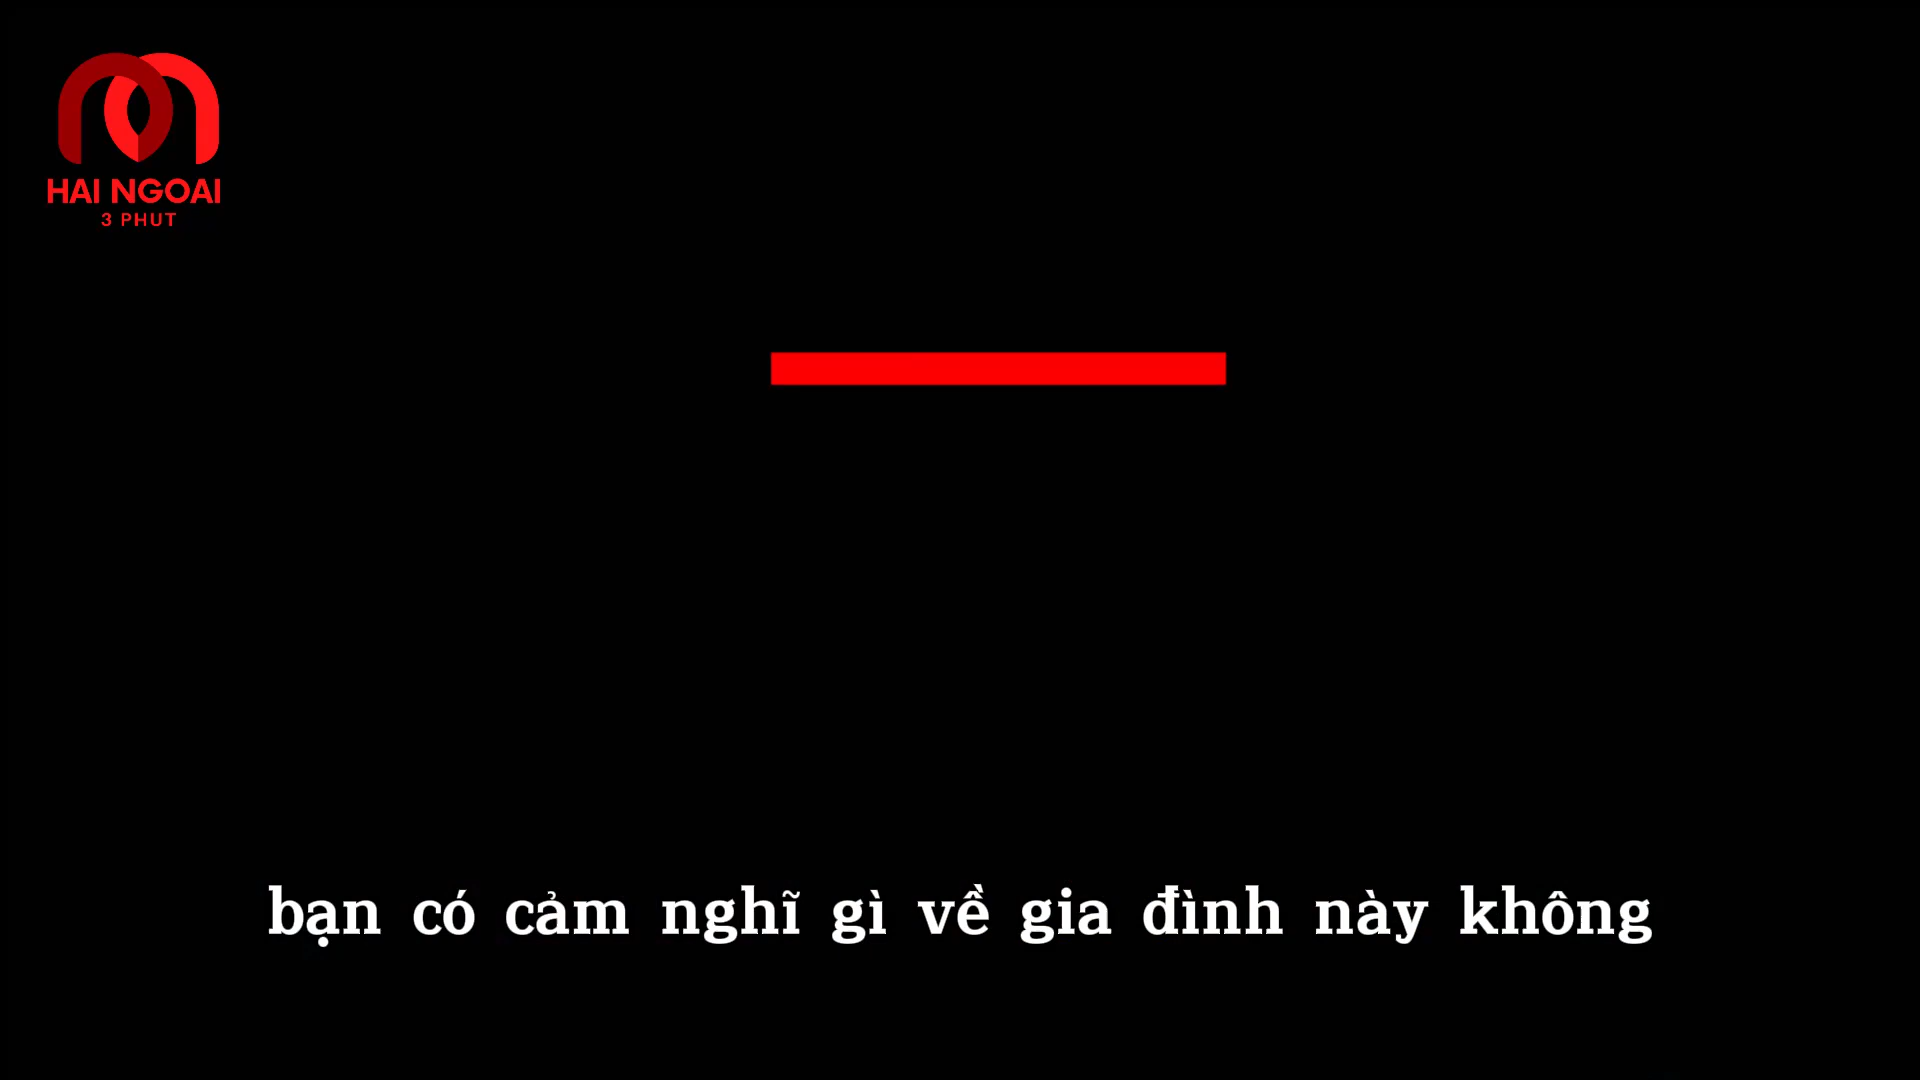 HAI NGOAI
3 PHUT
bạn có cảm nghĩ gì về gia đình này không